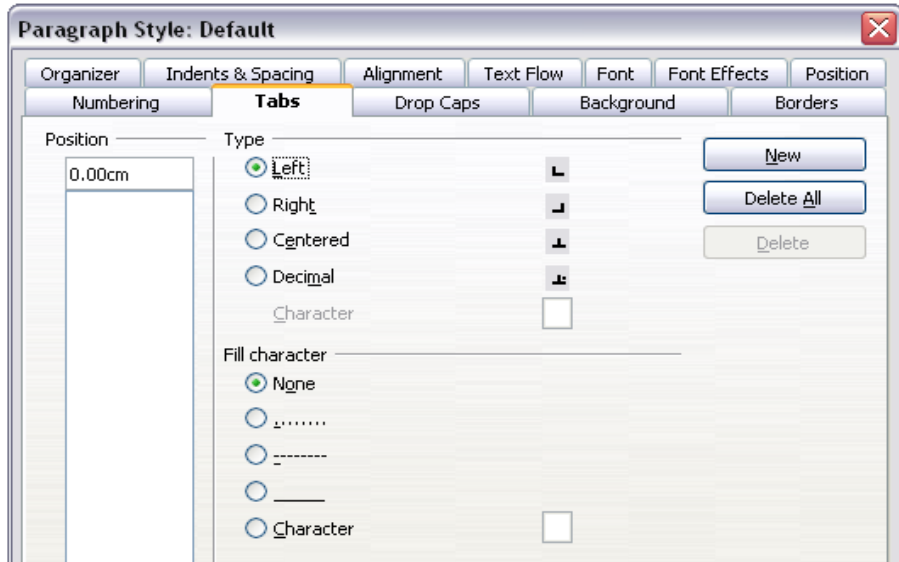 Paragraph Style: Default
Organizer Indents & Spacing Alignment Text Flow Font Font Effects Position
Numbering Tabs Drop Caps Background Borders
Position
0.00cm
Type
Left
Right
Centered
Decimal
Character
Fill character
None
........
--------
______
Character
New
Delete All
Delete